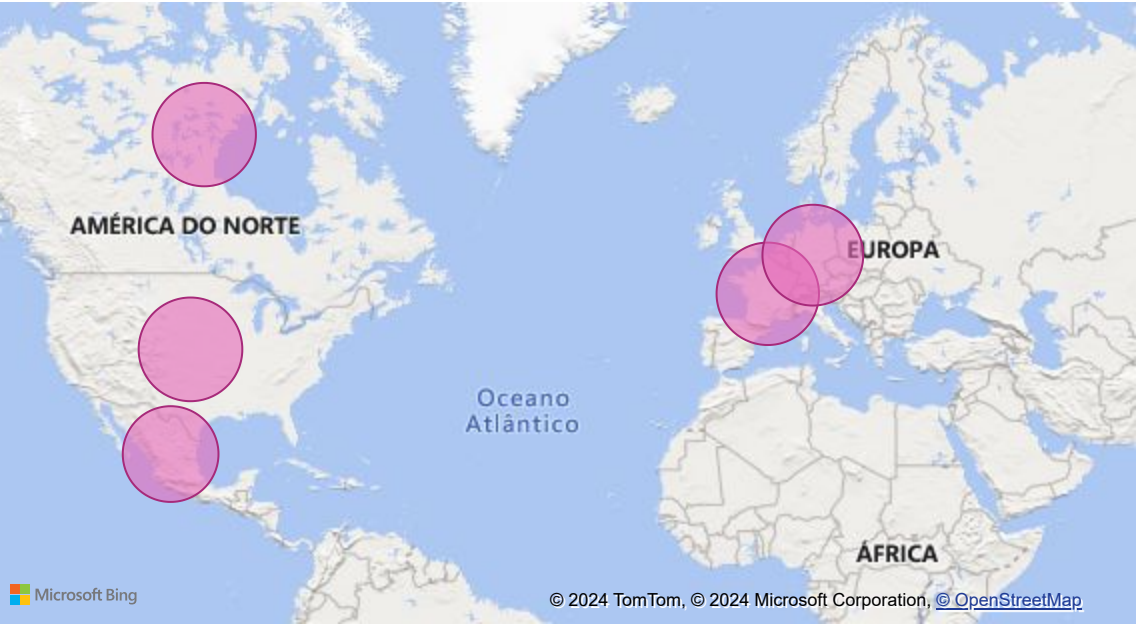 AMÉRICA DO NORTE
EUROPA
Oceano
Atlântico
ÁFRICA
Microsoft Bing
© 2024 TomTom, © 2024 Microsoft Corporation, © OpenStreetMap